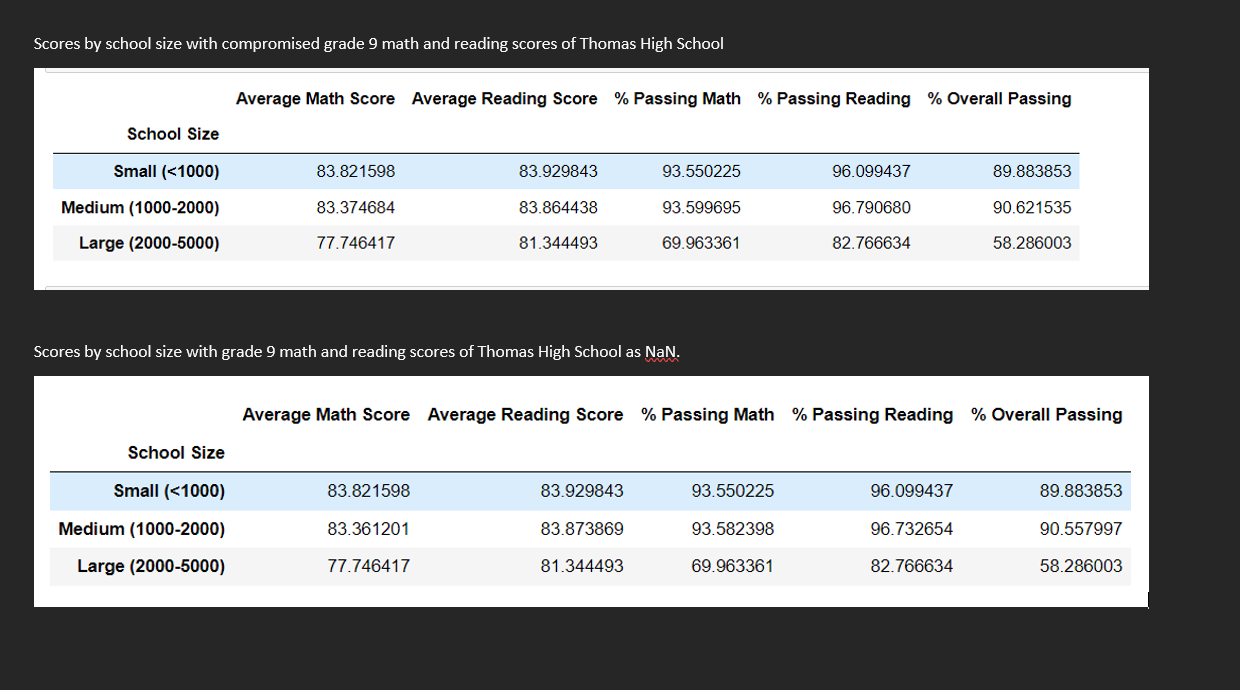 Scores by school size with compromised grade 9 math and reading scores of Thomas High School
Average Math Score Average Reading Score % Passing Math % Passing Reading % Overall Passing
School Size
Small (<1000) 83.821598 83.929843 93.550225 96.099437 89.883853
Medium (1000-2000) 83.374684 83.864438 93.599695 96.790680 90.621535
Large (2000-5000) 77.746417 81.344493 69.963361 82.766634 58.286003
Scores by school size with grade 9 math and reading scores of Thomas High School as NaN.
Average Math Score Average Reading Score % Passing Math % Passing Reading % Overall Passing
School Size
Small (<1000) 83.821598 83.929843 93.550225 96.099437 89.883853
Medium (1000-2000) 83.361201 83.873869 93.582398 96.732654 90.557997
Large (2000-5000) 77.746417 81.344493 69.963361 82.766634 58.286003